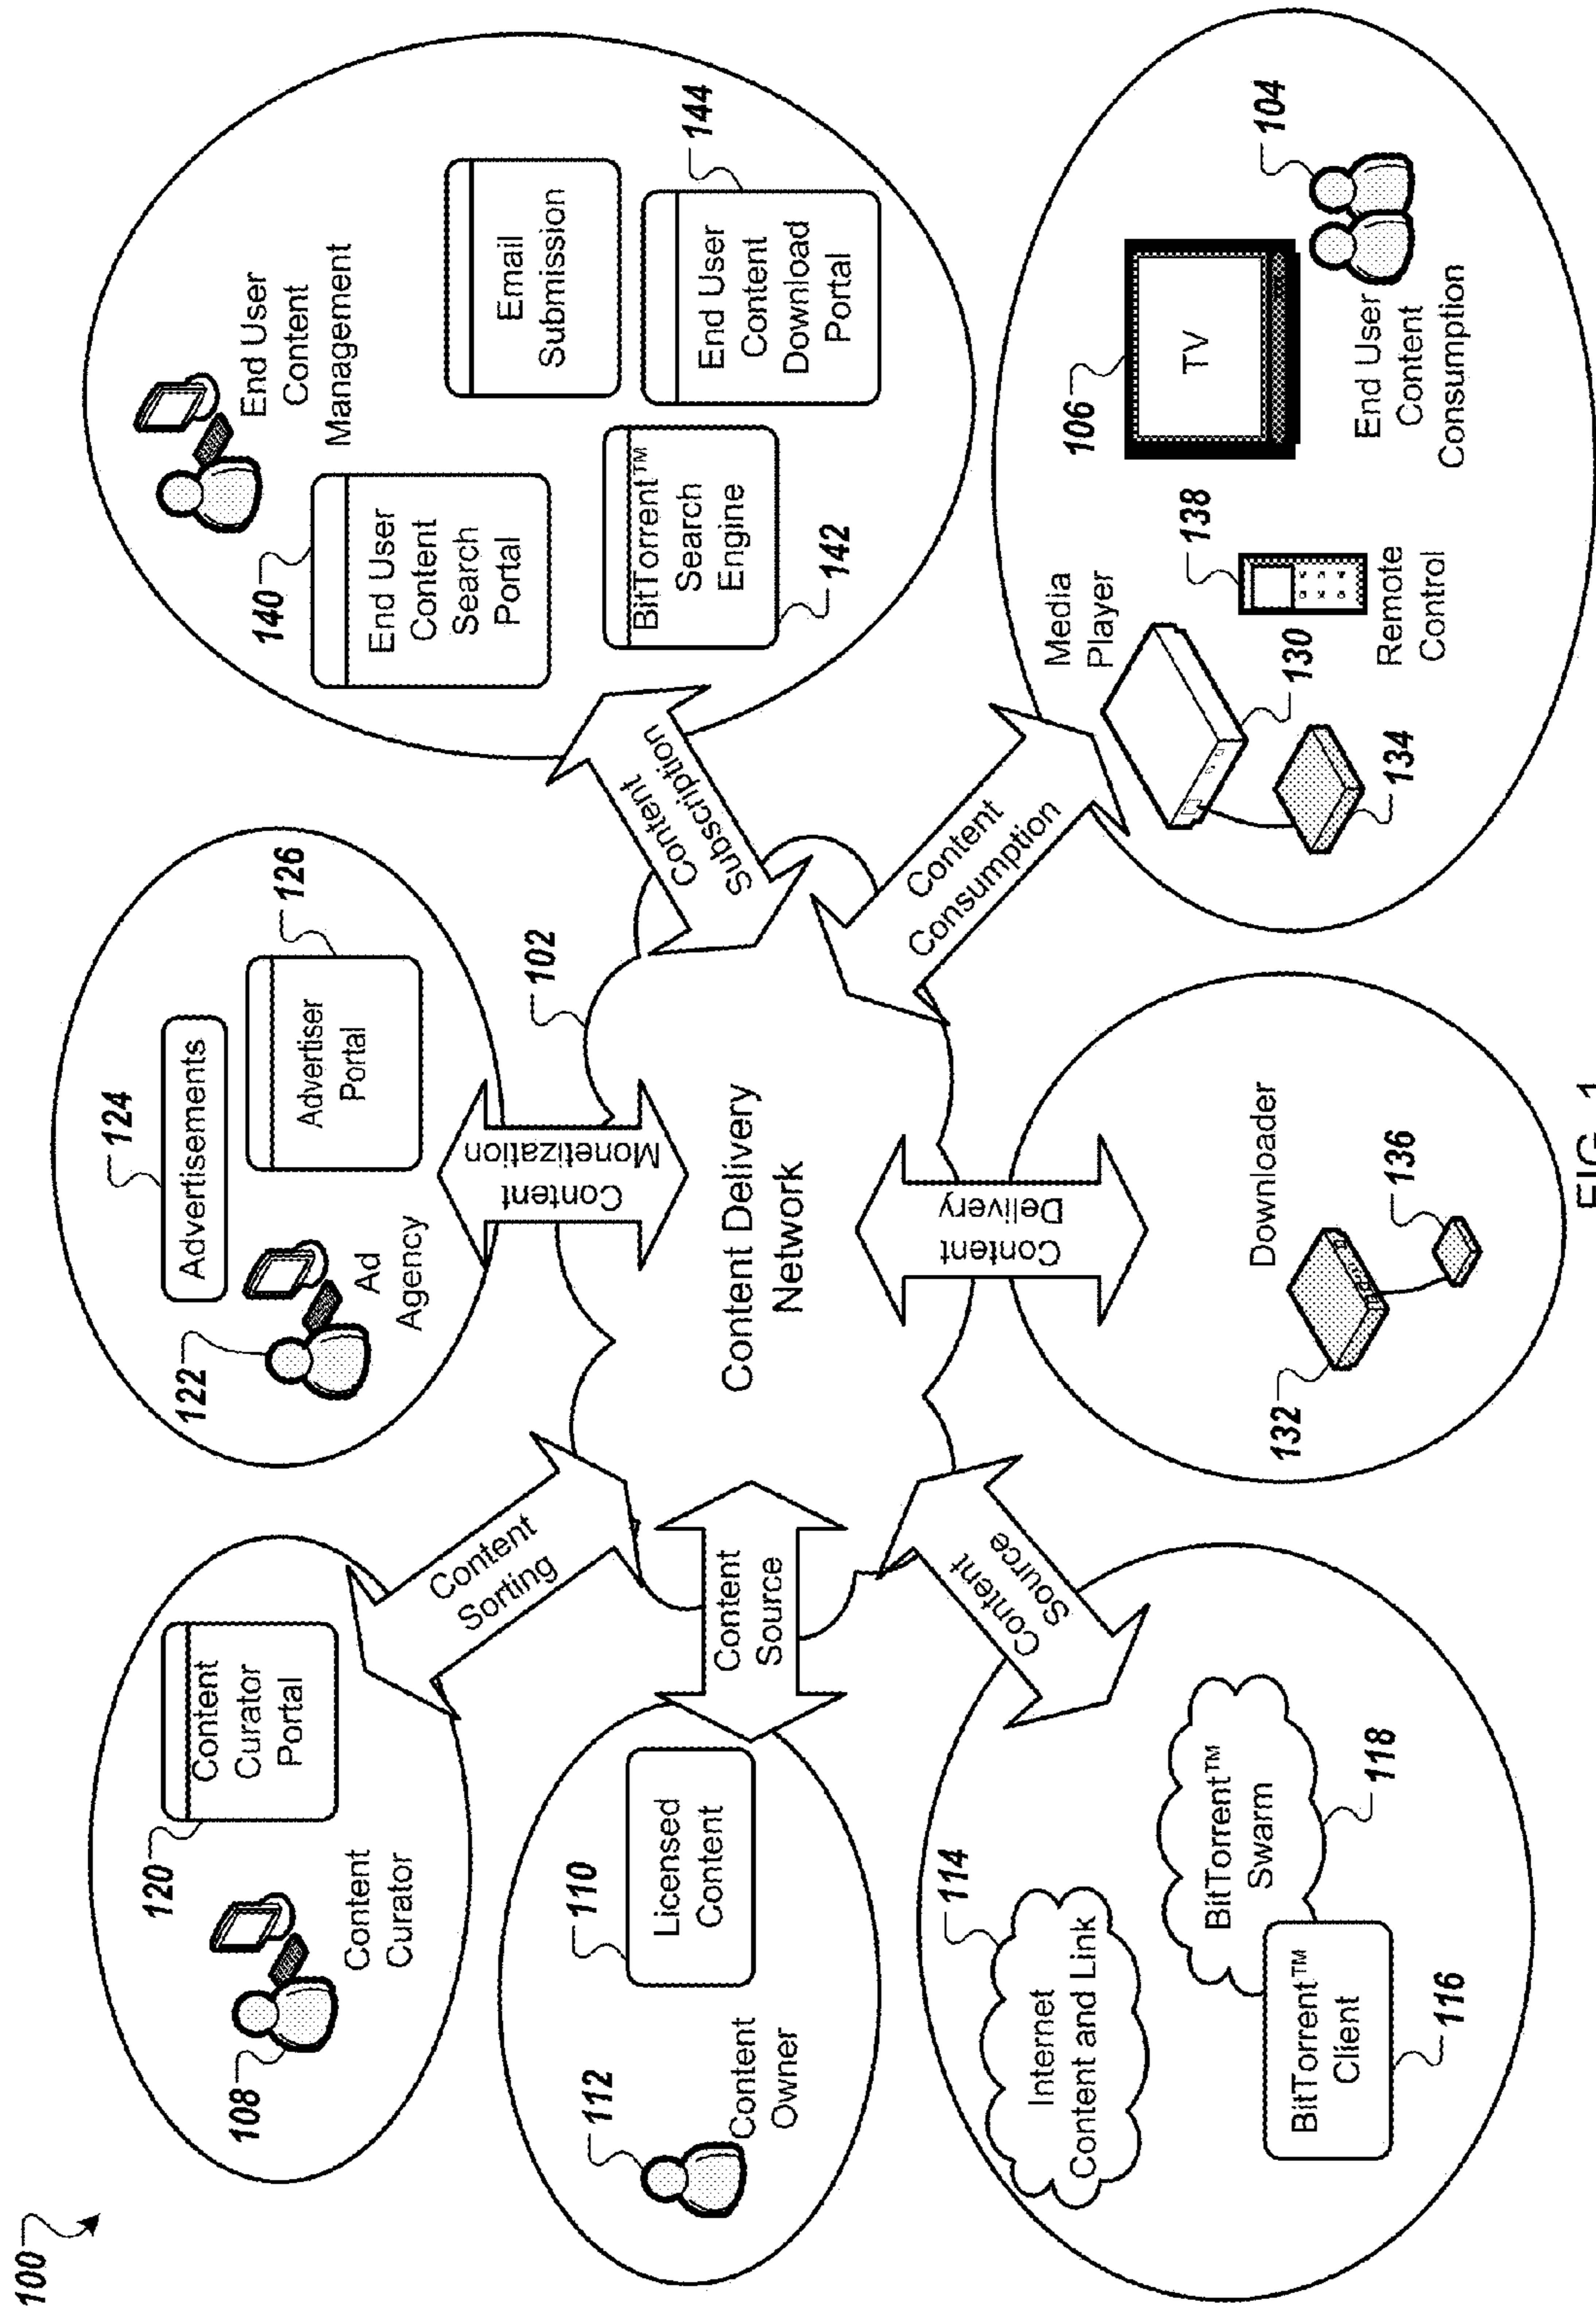 100
108
120
Content
Curator
Portal
Content
Curator
Content
Sorting
122
124
Advertisements
126
Advertiser
Portal
Ad
Agency
Content
Monetization
140
End User
Content
Search
Portal
End User
Content
Management
Email
Submission
BitTorrent™
Search
Engine
142
144
End User
Content
Download
Portal
Content
Subscription
112
Content
Owner
110
Licensed
Content
Content
Source
102
Content Delivery
Network
114
Internet
Content and Link
BitTorrent™
Swarm
118
BitTorrent™
Client
116
Content
Source
Content
Delivery
Downloader
132
136
Content
Consumption
Media
Player
130
134
138
Remote
Control
106
TV
104
End User
Content
Consumption
FIG. 1